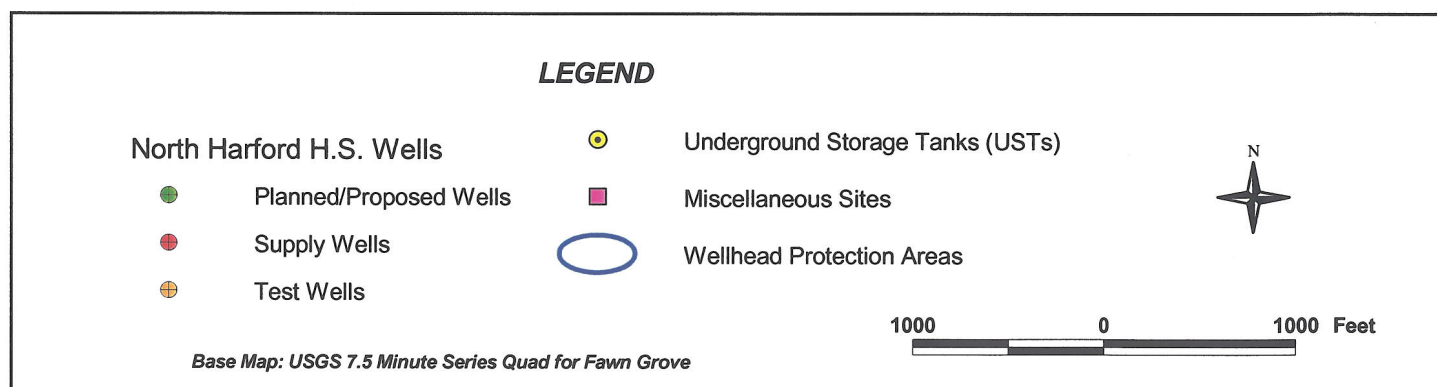 LEGEND
North Harford H.S. Wells
Planned/Proposed Wells
Supply Wells
Test Wells
Underground Storage Tanks (USTs)
Miscellaneous Sites
Wellhead Protection Areas
N
1000 0 1000 Feet
Base Map: USGS 7.5 Minute Series Quad for Fawn Grove